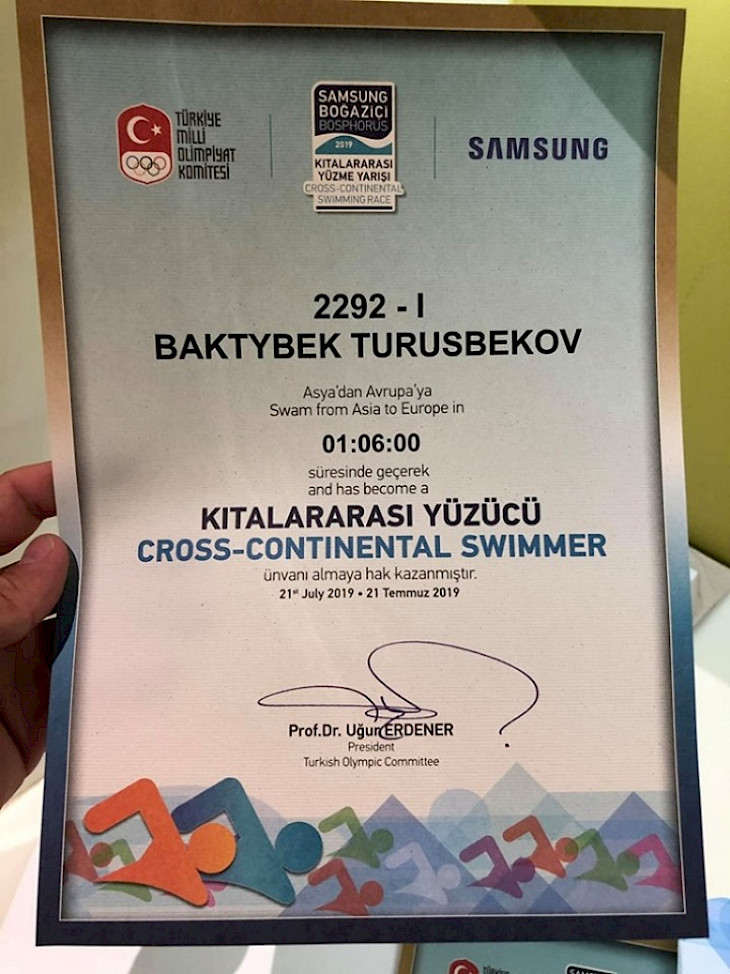 TÜRKİYE
MİLLİ
OLİMPİYAT
KOMİTESİ
SAMSUNG
BOĞAZİÇİ
BOSPHORUS
2019
KITALARARASI
YÜZME YARIŞI
CROSS-CONTINENTAL
SWIMMING RACE
SAMSUNG
2292 - I
BAKTYBEK TURUSBEKOV
Asya'dan Avrupa'ya
Swam from Asia to Europe in
01:06:00
süresinde geçerek
and has become a
KITALARARASI YÜZÜCÜ
CROSS-CONTINENTAL SWIMMER
ünvanı almaya hak kazanmıştır.
21st July 2019 • 21 Temmuz 2019
Prof.Dr. Uğur ERDENER
President
Turkish Olympic Committee